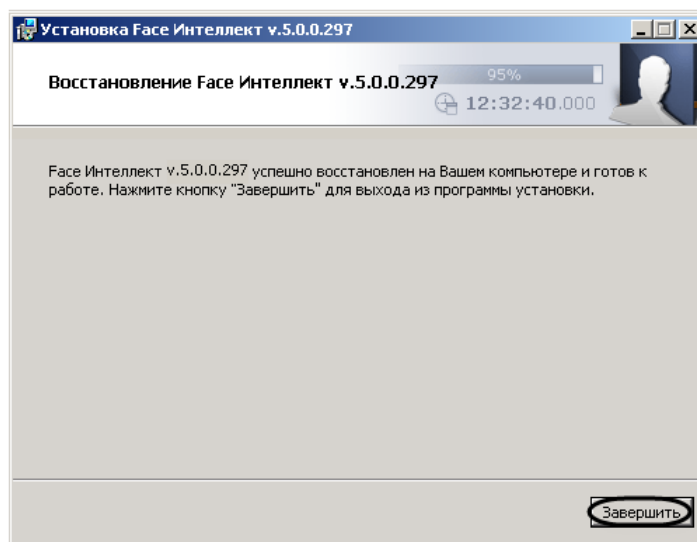 Установка Face Интеллект v.5.0.0.297
Восстановление Face Интеллект v.5.0.0.297
95%
12:32:40.000
Face Интеллект v.5.0.0.297 успешно восстановлен на Вашем компьютере и готов к
работе. Нажмите кнопку "Завершить" для выхода из программы установки.
Завершить